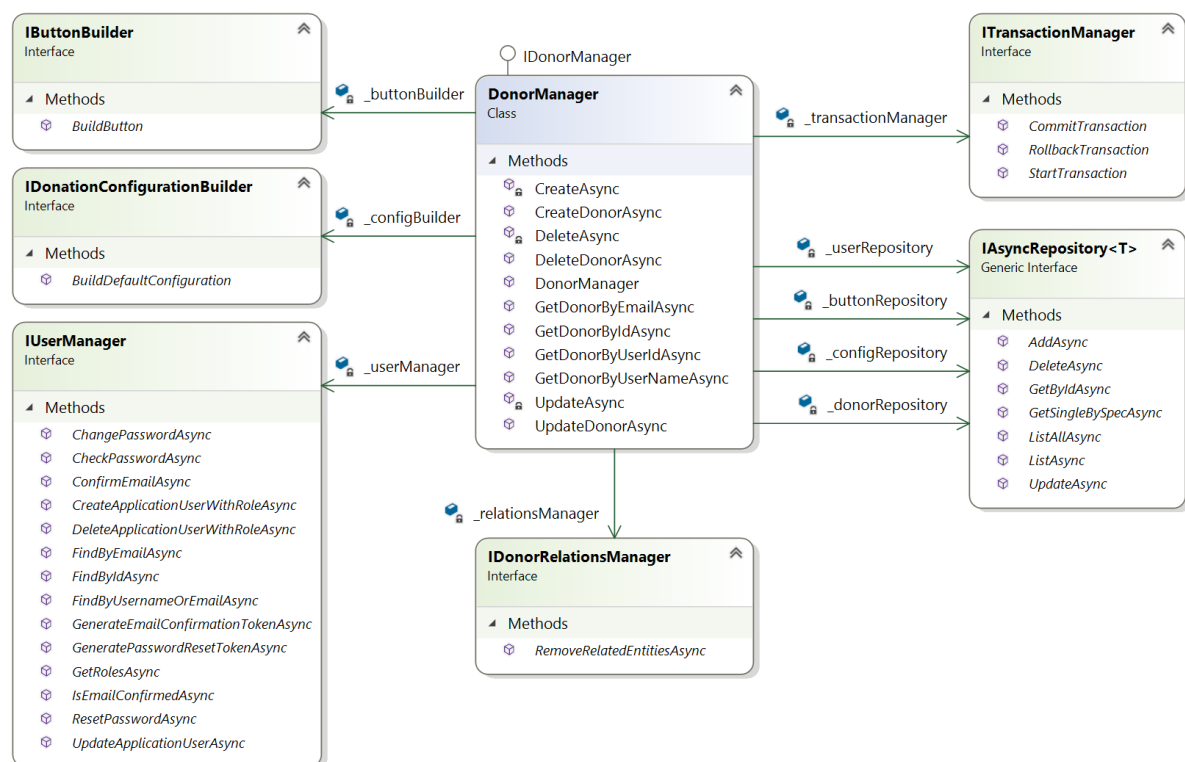 IButtonBuilder
Interface
Methods
BuildButton
IDonationConfigurationBuilder
Interface
Methods
BuildDefaultConfiguration
IUserManager
Interface
Methods
ChangePasswordAsync
CheckPasswordAsync
ConfirmEmailAsync
CreateApplicationUserWithRoleAsync
DeleteApplicationUserWithRoleAsync
FindByEmailAsync
FindByIdAsync
FindByUsernameOrEmailAsync
GenerateEmailConfirmationTokenAsync
GeneratePasswordResetTokenAsync
GetRolesAsync
IsEmailConfirmedAsync
ResetPasswordAsync
UpdateApplicationUserAsync
_buttonBuilder
_configBuilder
_userManager
IDonorManager
DonorManager
Class
Methods
CreateAsync
CreateDonorAsync
DeleteAsync
DeleteDonorAsync
DonorManager
GetDonorByEmailAsync
GetDonorByIdAsync
GetDonorByUserIdAsync
GetDonorByUserNameAsync
UpdateAsync
UpdateDonorAsync
_relationsManager
IDonorRelationsManager
Interface
Methods
RemoveRelatedEntitiesAsync
_transactionManager
_userRepository
_buttonRepository
_configRepository
_donorRepository
ITransactionManager
Interface
Methods
CommitTransaction
RollbackTransaction
StartTransaction
IAsyncRepository<T>
Generic Interface
Methods
AddAsync
DeleteAsync
GetByIdAsync
GetSingleBySpecAsync
ListAllAsync
ListAsync
UpdateAsync